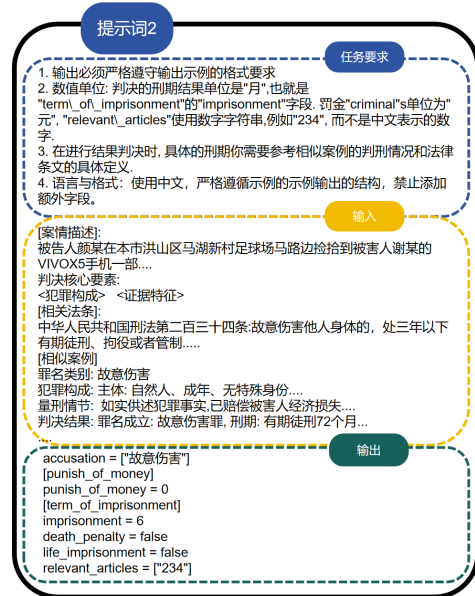 提示词2
任务要求
1. 输出必须严格遵守输出示例的格式要求
2. 数值单位: 判决的刑期结果单位是"月",也就是
"term\_of\_imprisonment"的"imprisonment"字段. 罚金"criminal"s单位为"
元", "relevant\_articles"使用数字字符串,例如"234", 而不是中文表示的数
字.
3. 在进行结果判决时, 具体的刑期你需要参考相似案例的判刑情况和法律
条文的具体定义.
4. 语言与格式：使用中文，严格遵循示例的示例输出的结构，禁止添加
额外字段。
输入
[案情描述]:
被告人颜某在本市洪山区马湖新村足球场马路边捡拾到被害人谢某的
VIVOX5手机一部....
判决核心要素:
<犯罪构成> <证据特征>
[相关法条]:
中华人民共和国刑法第二百三十四条:故意伤害他人身体的，处三年以下
有期徒刑、拘役或者管制.....
[相似案例]
罪名类别: 故意伤害
犯罪构成: 主体: 自然人、成年、无特殊身份....
量刑情节: 如实供述犯罪事实,已赔偿被害人经济损失....
判决结果: 罪名成立: 故意伤害罪, 刑期: 有期徒刑72个月...
....
输出
accusation = ["故意伤害"]
[punish_of_money]
punish_of_money = 0
[term_of_imprisonment]
imprisonment = 6
death_penalty = false
life_imprisonment = false
relevant_articles = ["234"]